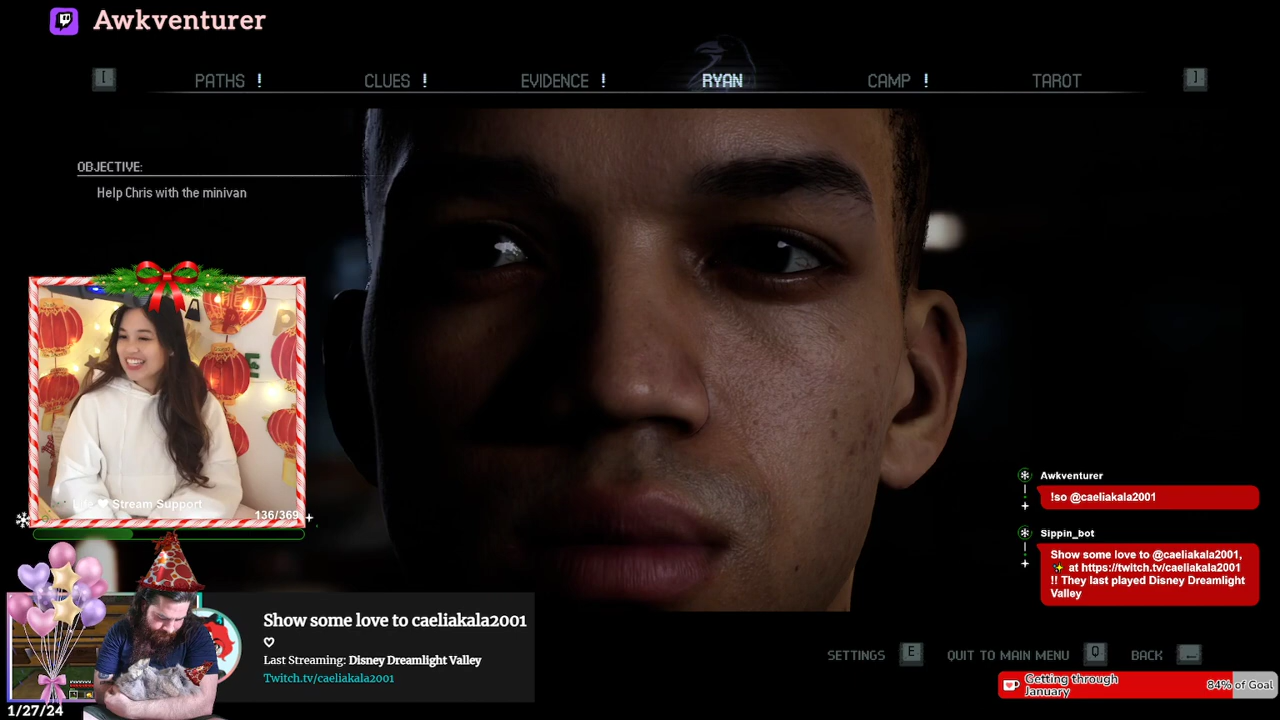 Awkventurer
[ PATHS ! CLUES ! EVIDENCE ! RYAN CAMP ! TAROT ]
OBJECTIVE:
Help Chris with the minivan
Stream Support
136/369
Awkventurer
!so @caeliakala2001
Sippin_bot
Show some love to @caeliakala2001,
✨ at https://twitch.tv/caeliakala2001
!! They last played Disney Dreamlight
Valley
Show some love to caeliakala2001
♡
Last Streaming: Disney Dreamlight Valley
Twitch.tv/caeliakala2001
1/27/24
SETTINGS E QUIT TO MAIN MENU Q BACK
Getting through
January
84% of Goal